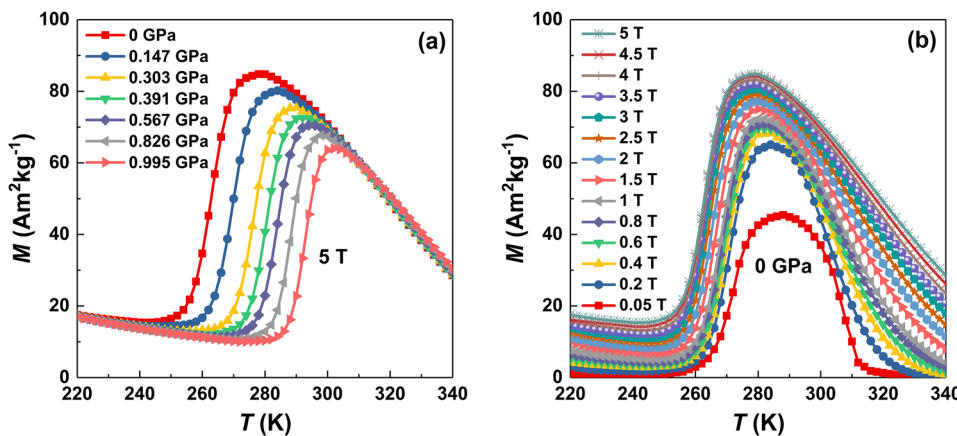 (a)
0 GPa
0.147 GPa
0.303 GPa
0.391 GPa
0.567 GPa
0.826 GPa
0.995 GPa
5 T
M (Am²kg⁻¹)
100
80
60
40
20
0
220 240 260 280 300 320 340
T (K)
(b)
5 T
4.5 T
4 T
3.5 T
3 T
2.5 T
2 T
1.5 T
1 T
0.8 T
0.6 T
0.4 T
0.2 T
0.05 T
0 GPa
M (Am²kg⁻¹)
100
80
60
40
20
0
220 240 260 280 300 320 340
T (K)